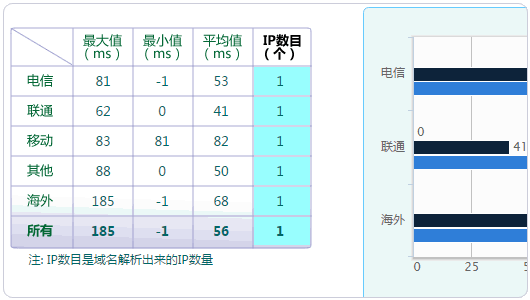 最大值（ms） 最小值（ms） 平均值（ms） IP数目（个）
电信 81 -1 53 1
联通 62 0 41 1
移动 83 81 82 1
其他 88 0 50 1
海外 185 -1 68 1
所有 185 -1 56 1
注: IP数目是域名解析出来的IP数量
电信
0
联通 41
海外
0 25